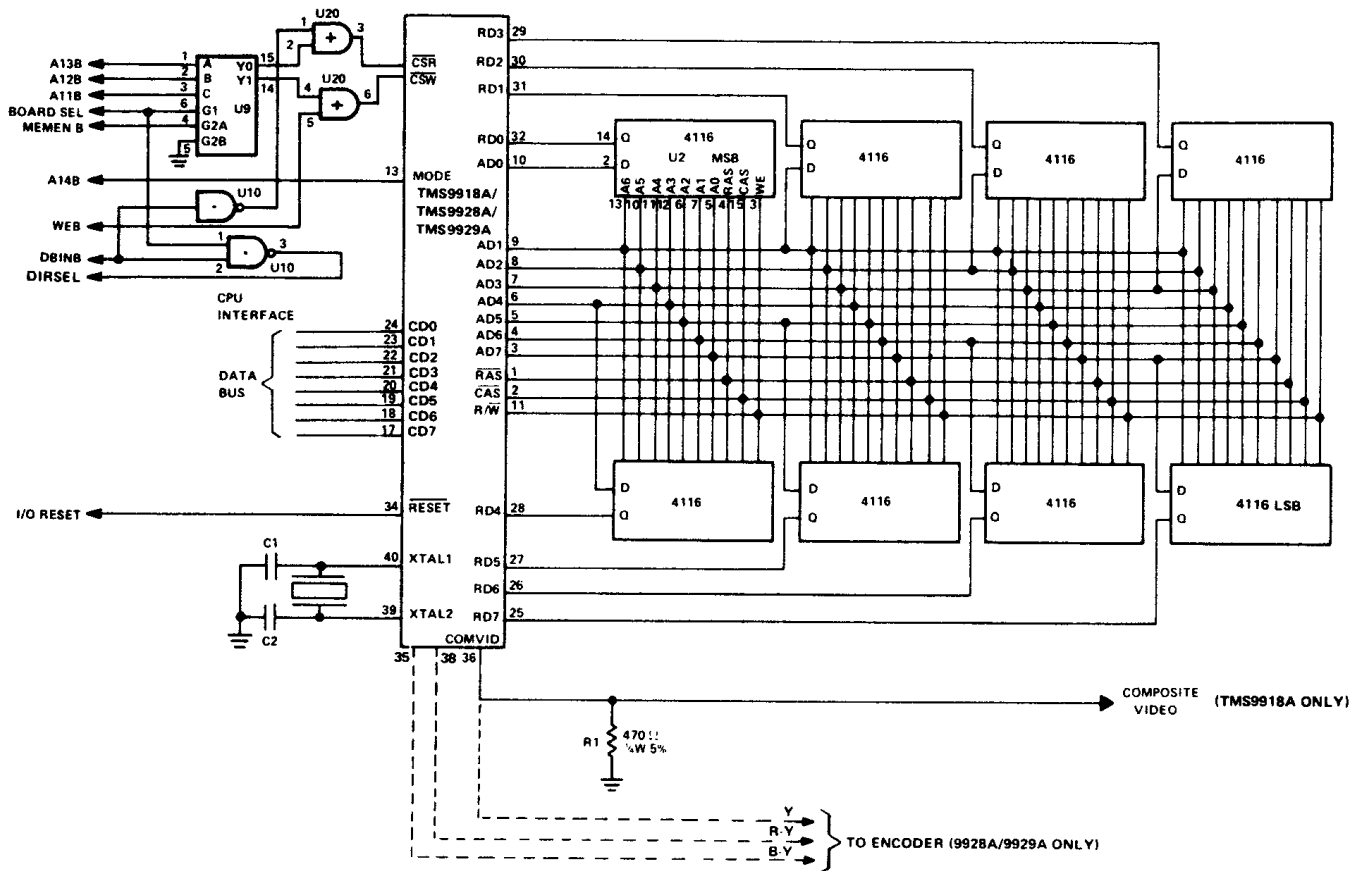 U20
1
3
2
A13B
A12B
A11B
BOARD SEL
MEMEN B
1
2
3
6
4
5
A
B
C
G1
G2A
G2B
Y0
Y1
U9
15
14
U20
4
6
5
CSR
CSW
A14B
13
MODE
U10
TMS9918A/
TMS9928A/
TMS9929A
WEB
DBINB
DIRSEL
1
2
3
U10
CPU
INTERFACE
DATA
BUS
24 CD0
23 CD1
22 CD2
21 CD3
20 CD4
19 CD5
18 CD6
17 CD7
I/O RESET
34 RESET
C1
40 XTAL1
39 XTAL2
C2
RD3 29
RD2 30
RD1 31
RD0 32
AD0 10
AD1 9
AD2 8
AD3 7
AD4 6
AD5 5
AD6 4
AD7 3
RAS 1
CAS 2
R/W 11
RD4 28
RD5 27
RD6 26
RD7 25
14 Q 4116
2 D U2 MSB
A6 A5 A4 A3 A2 A1 A0 RAS CAS WE
13 10 11 12 6 7 5 4 15 3
Q
D
4116
Q
D
4116
Q
D
4116
D
Q
4116
D
Q
4116
D
Q
4116
D
Q
4116 LSB
COMVID
35 38 36
COMPOSITE
VIDEO
(TMS9918A ONLY)
R1
470 Ω
¼W 5%
Y
R-Y
B-Y
TO ENCODER (9928A/9929A ONLY)